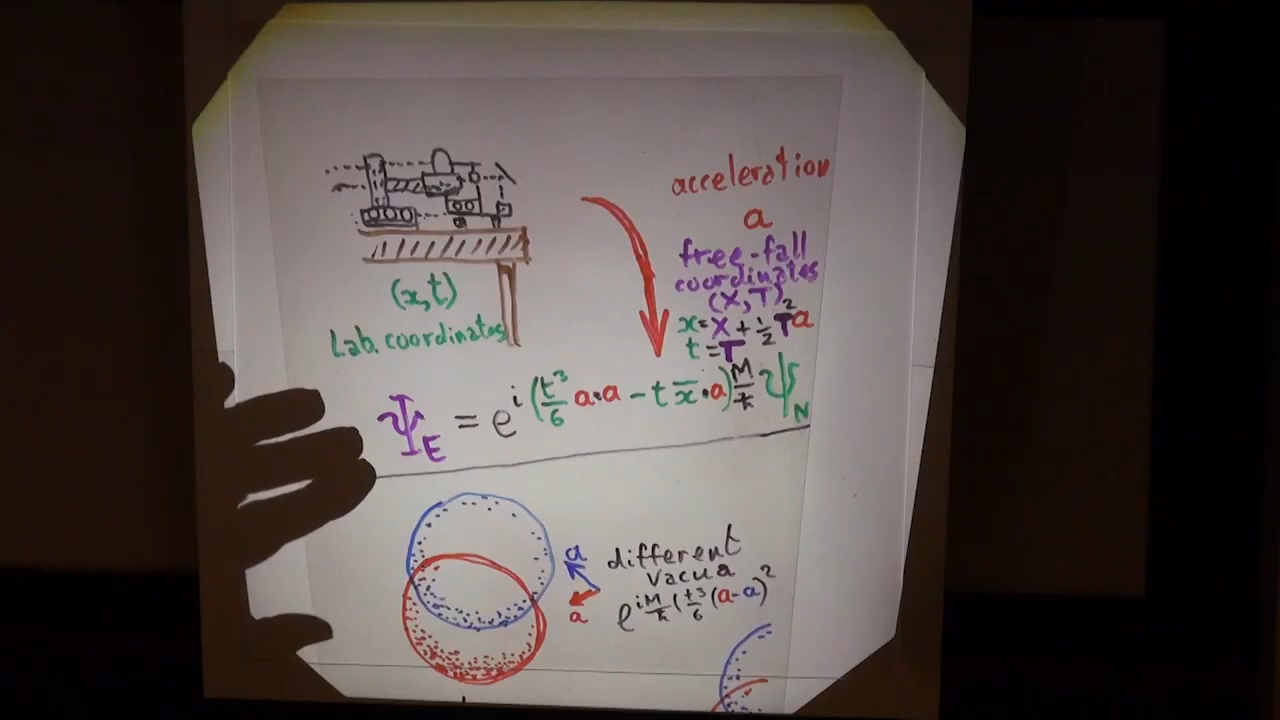 acceleration
a
free-fall
coordinates
(X,T)
x = X + ½T²a
t = T
(x,t)
Lab. coordinates
Ψ_E = e^{i(t³/6 a·a − t x̄·a) M/ħ} ψ_N
a
a
different
vacua
e^{iM/ħ (t³/6 (a-a)²